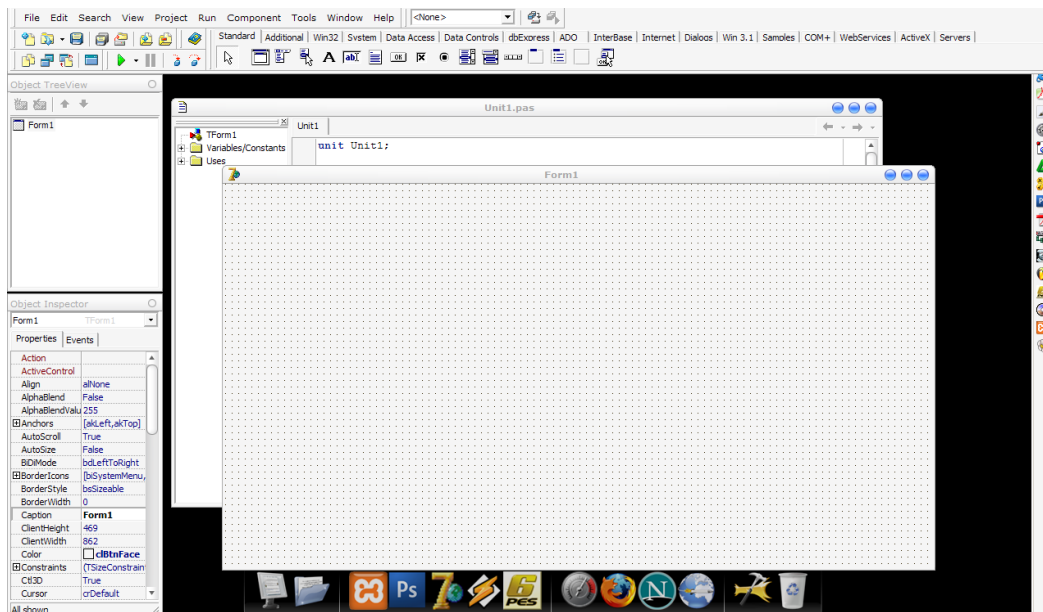 File Edit Search View Project Run Component Tools Window Help <None>
Standard Additional Win32 System Data Access Data Controls dbExpress ADO InterBase Internet Dialogs Win 3.1 Samples COM+ WebServices ActiveX Servers
A ab OK
Object TreeView
Form1
Unit1.pas
TForm1
Variables/Constants
Uses
Unit1
unit Unit1;
Form1
Object Inspector
Form1 TForm1
Properties Events
Action
ActiveControl
Align alNone
AlphaBlend False
AlphaBlendValu 255
Anchors [akLeft,akTop]
AutoScroll True
AutoSize False
BiDiMode bdLeftToRight
BorderIcons [biSystemMenu,
BorderStyle bsSizeable
BorderWidth 0
Caption Form1
ClientHeight 469
ClientWidth 862
Color clBtnFace
Constraints (TSizeConstrain
Ctl3D True
Cursor crDefault
All shown
Ps 7 6 PES N